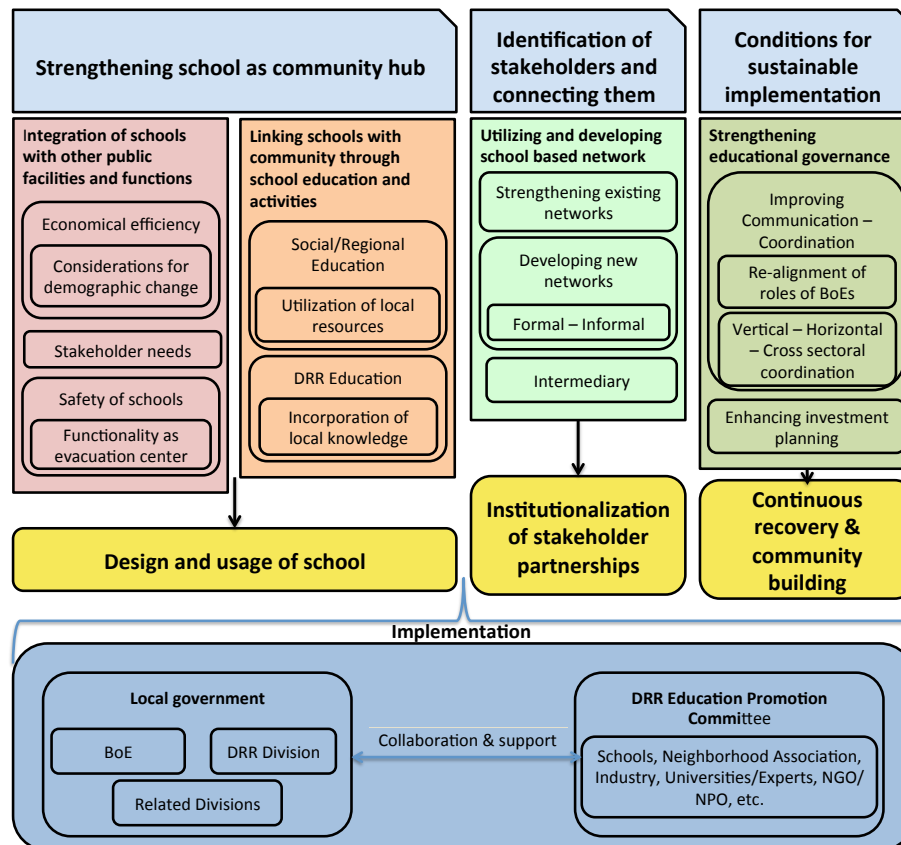 Strengthening school as community hub
Identification of
stakeholders and
connecting them
Conditions for
sustainable
implementation
Integration of schools
with other public
facilities and functions
Economical efficiency
Considerations for
demographic change
Stakeholder needs
Safety of schools
Functionality as
evacuation center
Linking schools with
community through
school education and
activities
Social/Regional
Education
Utilization of local
resources
DRR Education
Incorporation of
local knowledge
Utilizing and developing
school based network
Strengthening existing
networks
Developing new
networks
Formal – Informal
Intermediary
Strengthening
educational governance
Improving
Communication –
Coordination
Re-alignment of
roles of BoEs
Vertical – Horizontal
– Cross sectoral
coordination
Enhancing investment
planning
Design and usage of school
Institutionalization
of stakeholder
partnerships
Continuous
recovery &
community
building
Implementation
Local government
BoE
DRR Division
Related Divisions
Collaboration & support
DRR Education Promotion
Committee
Schools, Neighborhood Association,
Industry, Universities/Experts, NGO/
NPO, etc.